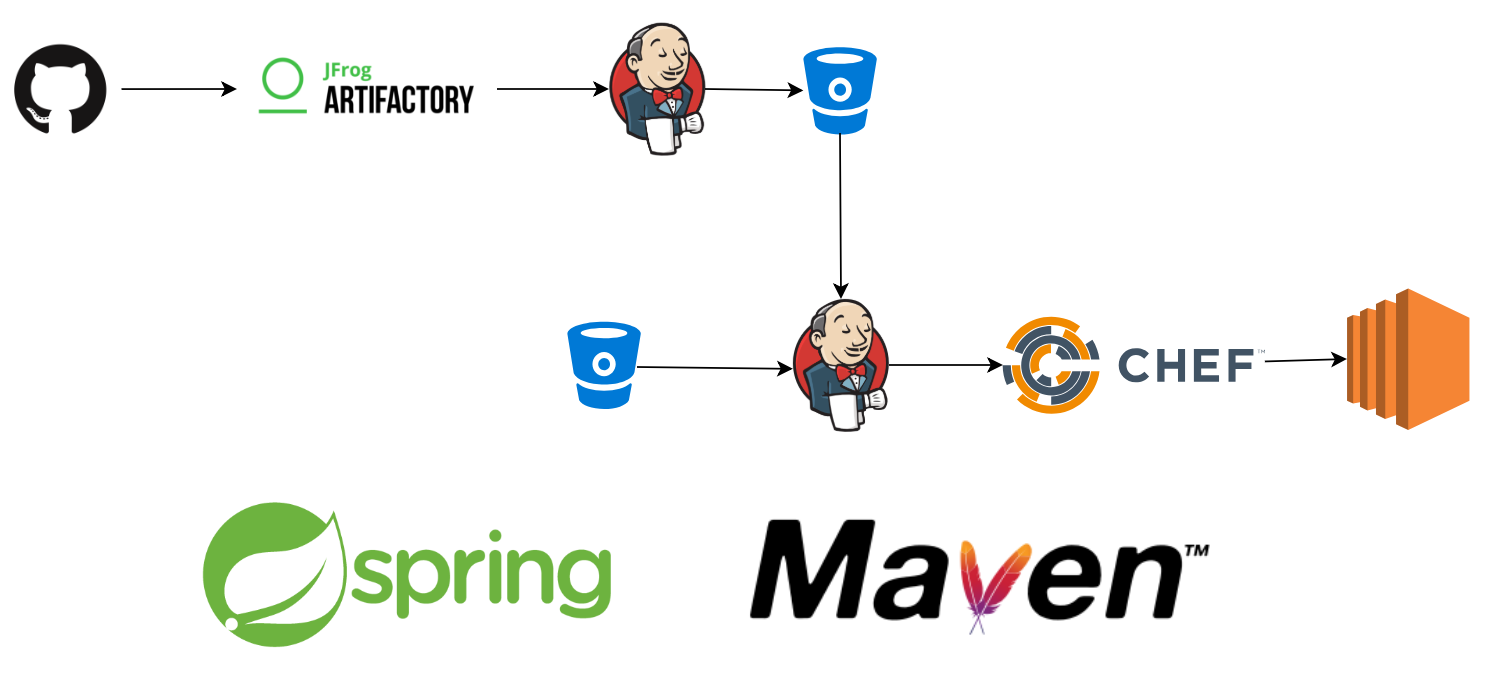 JFrog
ARTIFACTORY
CHEF™
spring
Maven™